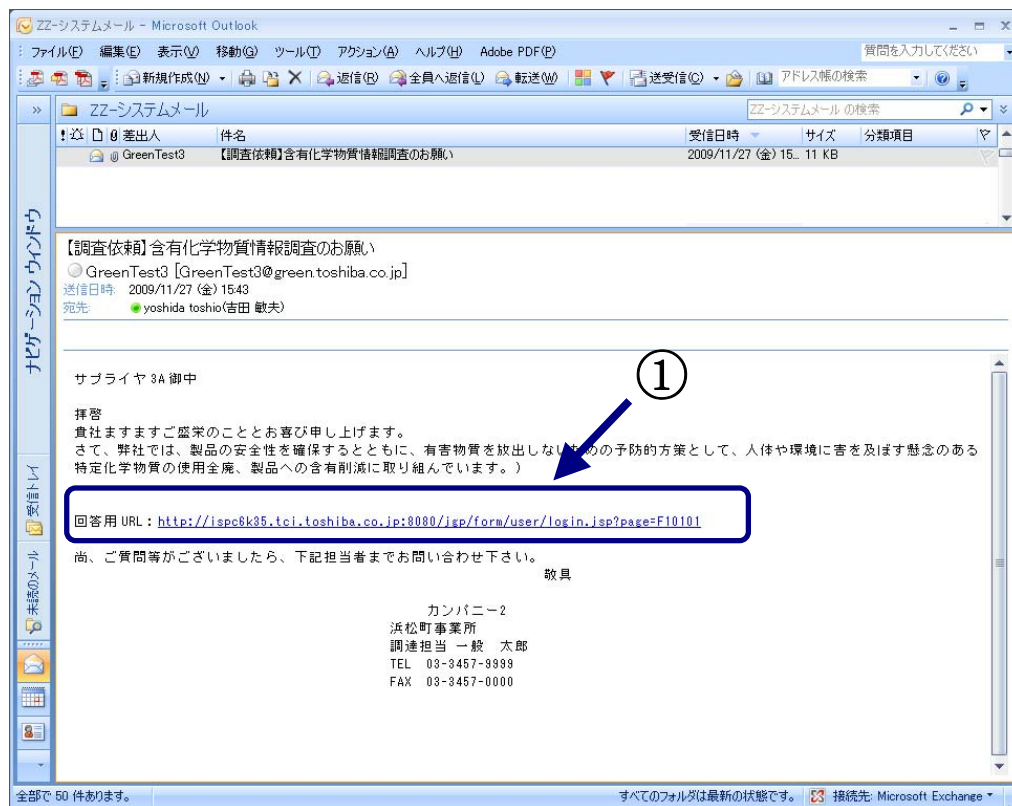 ZZ-システムメール - Microsoft Outlook
ファイル(F) 編集(E) 表示(V) 移動(G) ツール(T) アクション(A) ヘルプ(H) Adobe PDF(P) 質問を入力してください
新規作成(N) 返信(R) 全員へ返信(L) 転送(W) 送受信(C) アドレス帳の検索
» ZZ-システムメール ZZ-システムメール の検索
差出人 件名 受信日時 サイズ 分類項目
GreenTest3 【調査依頼】含有化学物質情報調査のお願い 2009/11/27 (金) 15... 11 KB
ナビゲーション ウィンドウ
受信トレイ
未読のメール
【調査依頼】含有化学物質情報調査のお願い
GreenTest3 [GreenTest3@green.toshiba.co.jp]
送信日時: 2009/11/27 (金) 15:43
宛先: yoshida toshio(吉田 敏夫)
①
サプライヤ 3A 御中
拝啓
貴社ますますご盛栄のこととお喜び申し上げます。
さて、弊社では、製品の安全性を確保するとともに、有害物質を放出しないための予防的方策として、人体や環境に害を及ぼす懸念のある
特定化学物質の使用全廃、製品への含有削減に取り組んでいます。)
回答用 URL：http://ispc6k35.tci.toshiba.co.jp:8080/jgp/form/user/login.jsp?page=F10101
尚、ご質問等がございましたら、下記担当者までお問い合わせ下さい。
敬具
カンパニー2
浜松町事業所
調達担当 一般 太郎
TEL 03-3457-9999
FAX 03-3457-0000
全部で 50 件あります。 すべてのフォルダは最新の状態です。 接続先: Microsoft Exchange